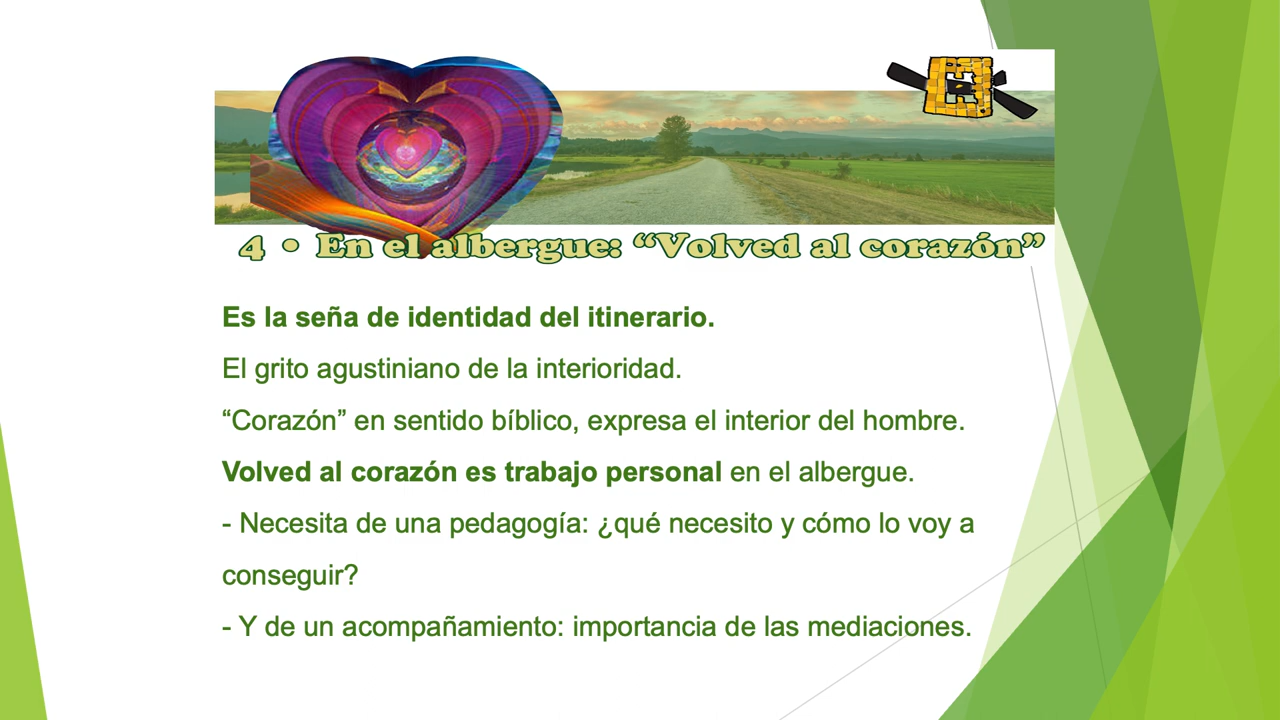 4 • En el albergue: “Volved al corazón”
Es la seña de identidad del itinerario.
El grito agustiniano de la interioridad.
“Corazón” en sentido bíblico, expresa el interior del hombre.
Volved al corazón es trabajo personal en el albergue.
- Necesita de una pedagogía: ¿qué necesito y cómo lo voy a
conseguir?
- Y de un acompañamiento: importancia de las mediaciones.